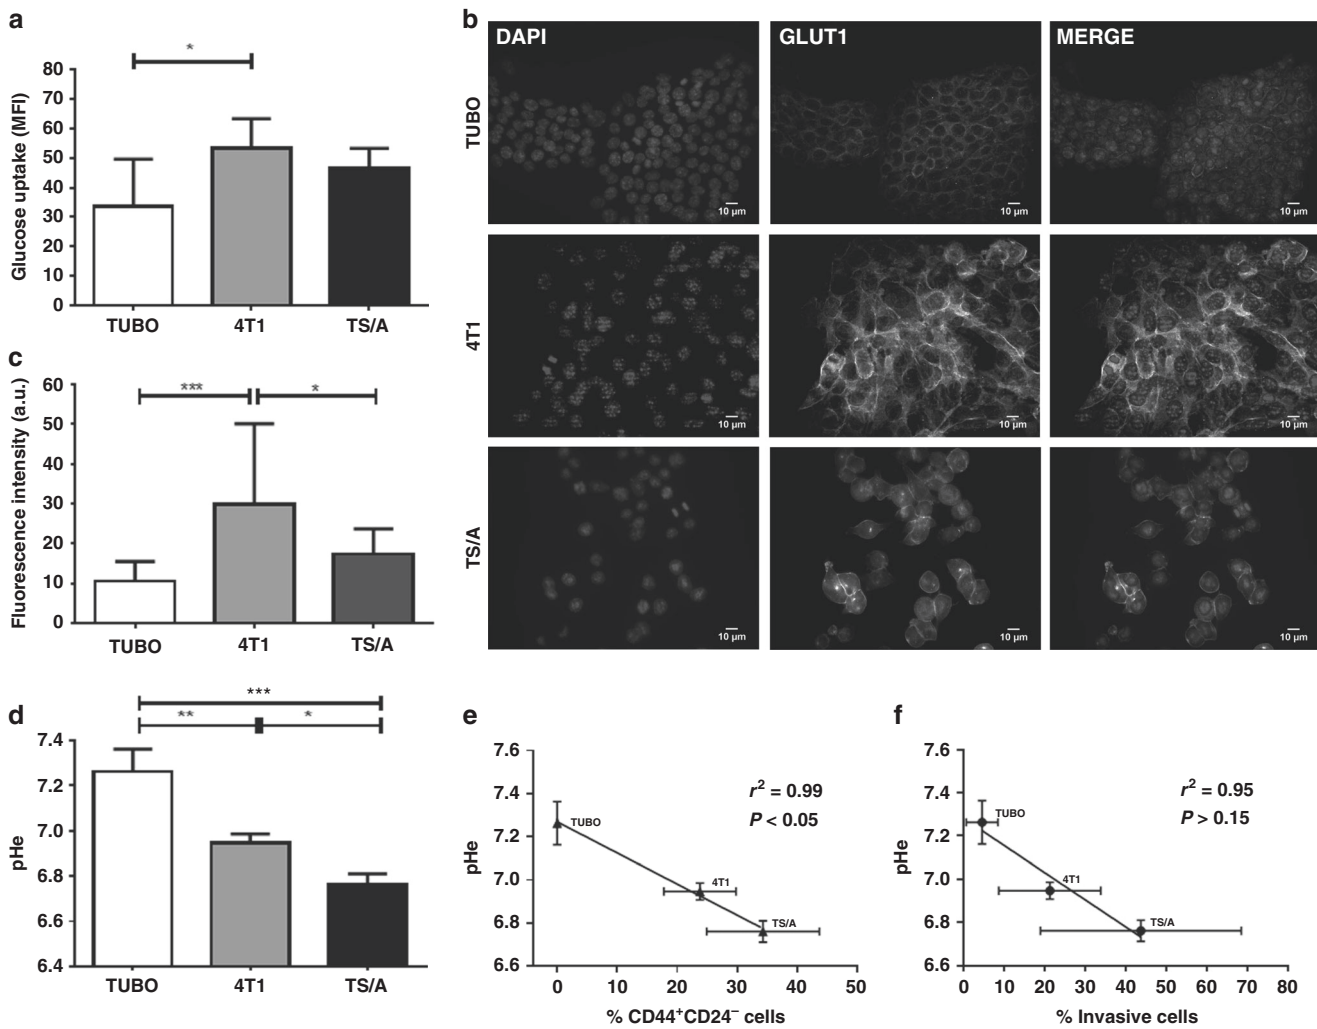 a
*
80
70
60
50
40
30
20
10
0
Glucose uptake (MFI)
TUBO 4T1 TS/A
b
DAPI GLUT1 MERGE
TUBO
10 µm 10 µm 10 µm
4T1
10 µm 10 µm 10 µm
TS/A
10 µm 10 µm 10 µm
c
*** *
60
50
40
30
20
10
0
Fluorescence intensity (a.u.)
TUBO 4T1 TS/A
d
***
** *
7.4
7.2
7.0
6.8
6.6
6.4
pHe
TUBO 4T1 TS/A
e
7.6
7.4
7.2
7.0
6.8
6.6
pHe
r² = 0.99
P < 0.05
TUBO
4T1
TS/A
0 10 20 30 40 50
% CD44⁺CD24⁻ cells
f
7.6
7.4
7.2
7.0
6.8
6.6
pHe
r² = 0.95
P > 0.15
TUBO
4T1
TS/A
0 10 20 30 40 50 60 70 80
% Invasive cells